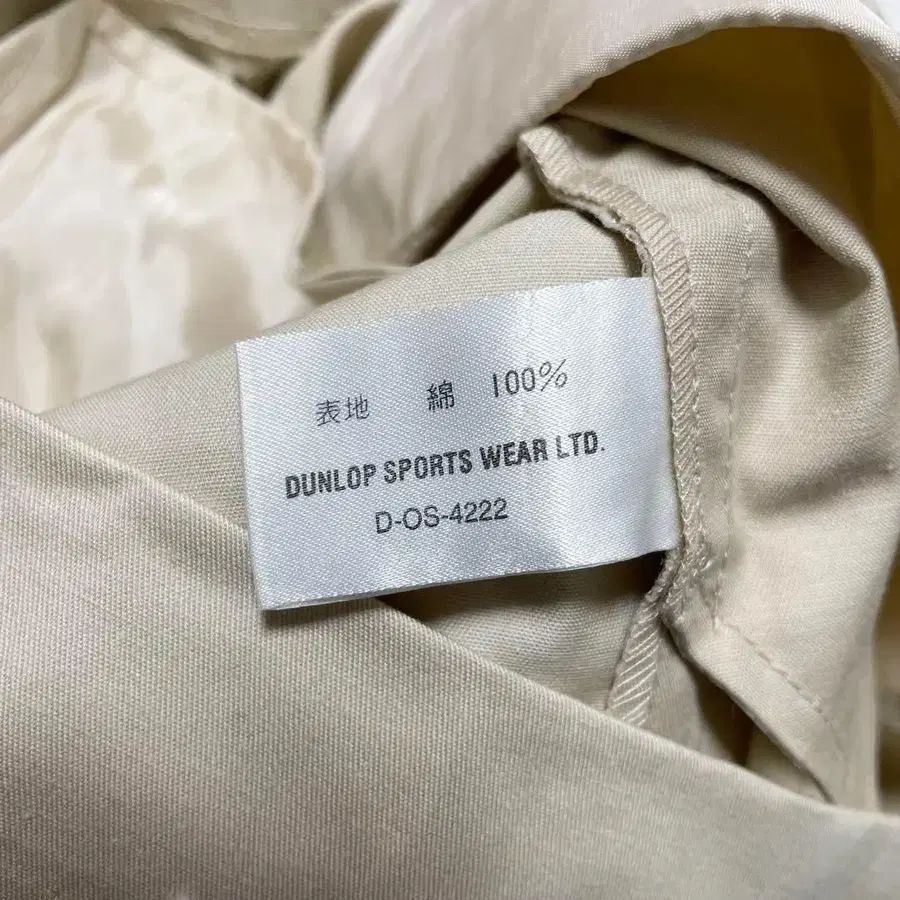 表地 綿 100%
DUNLOP SPORTS WEAR LTD.
D-OS-4222